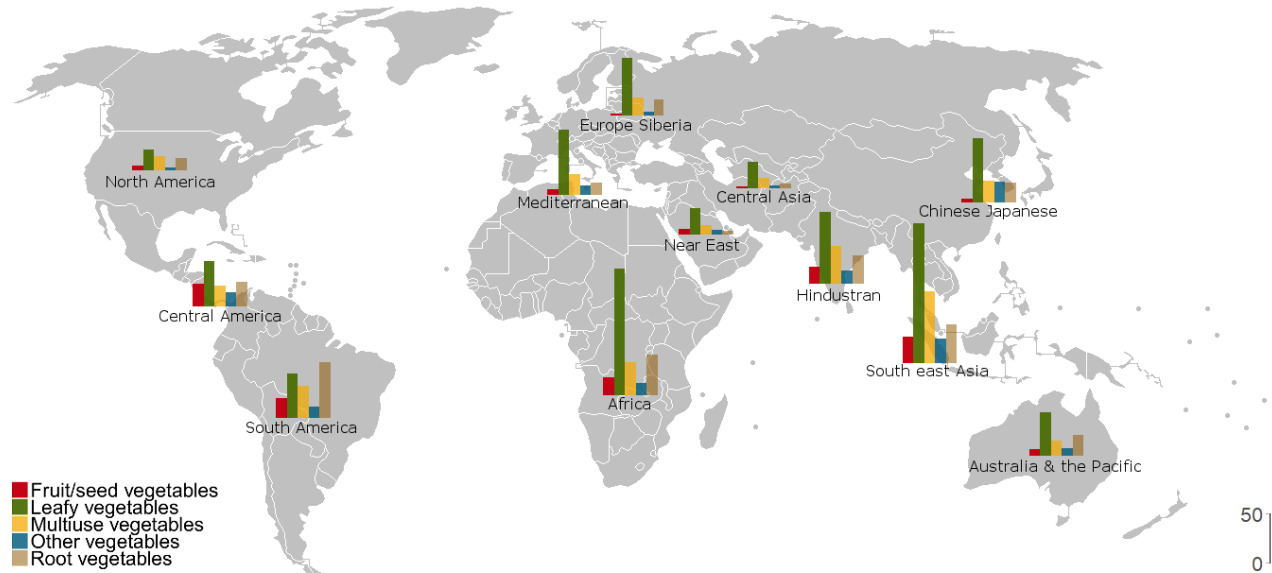 Europe Siberia
North America
Mediterranean
Central Asia
Chinese Japanese
Near East
Hindustran
Central America
South east Asia
Africa
South America
Australia & the Pacific
Fruit/seed vegetables
Leafy vegetables
Multiuse vegetables
Other vegetables
Root vegetables
50
0